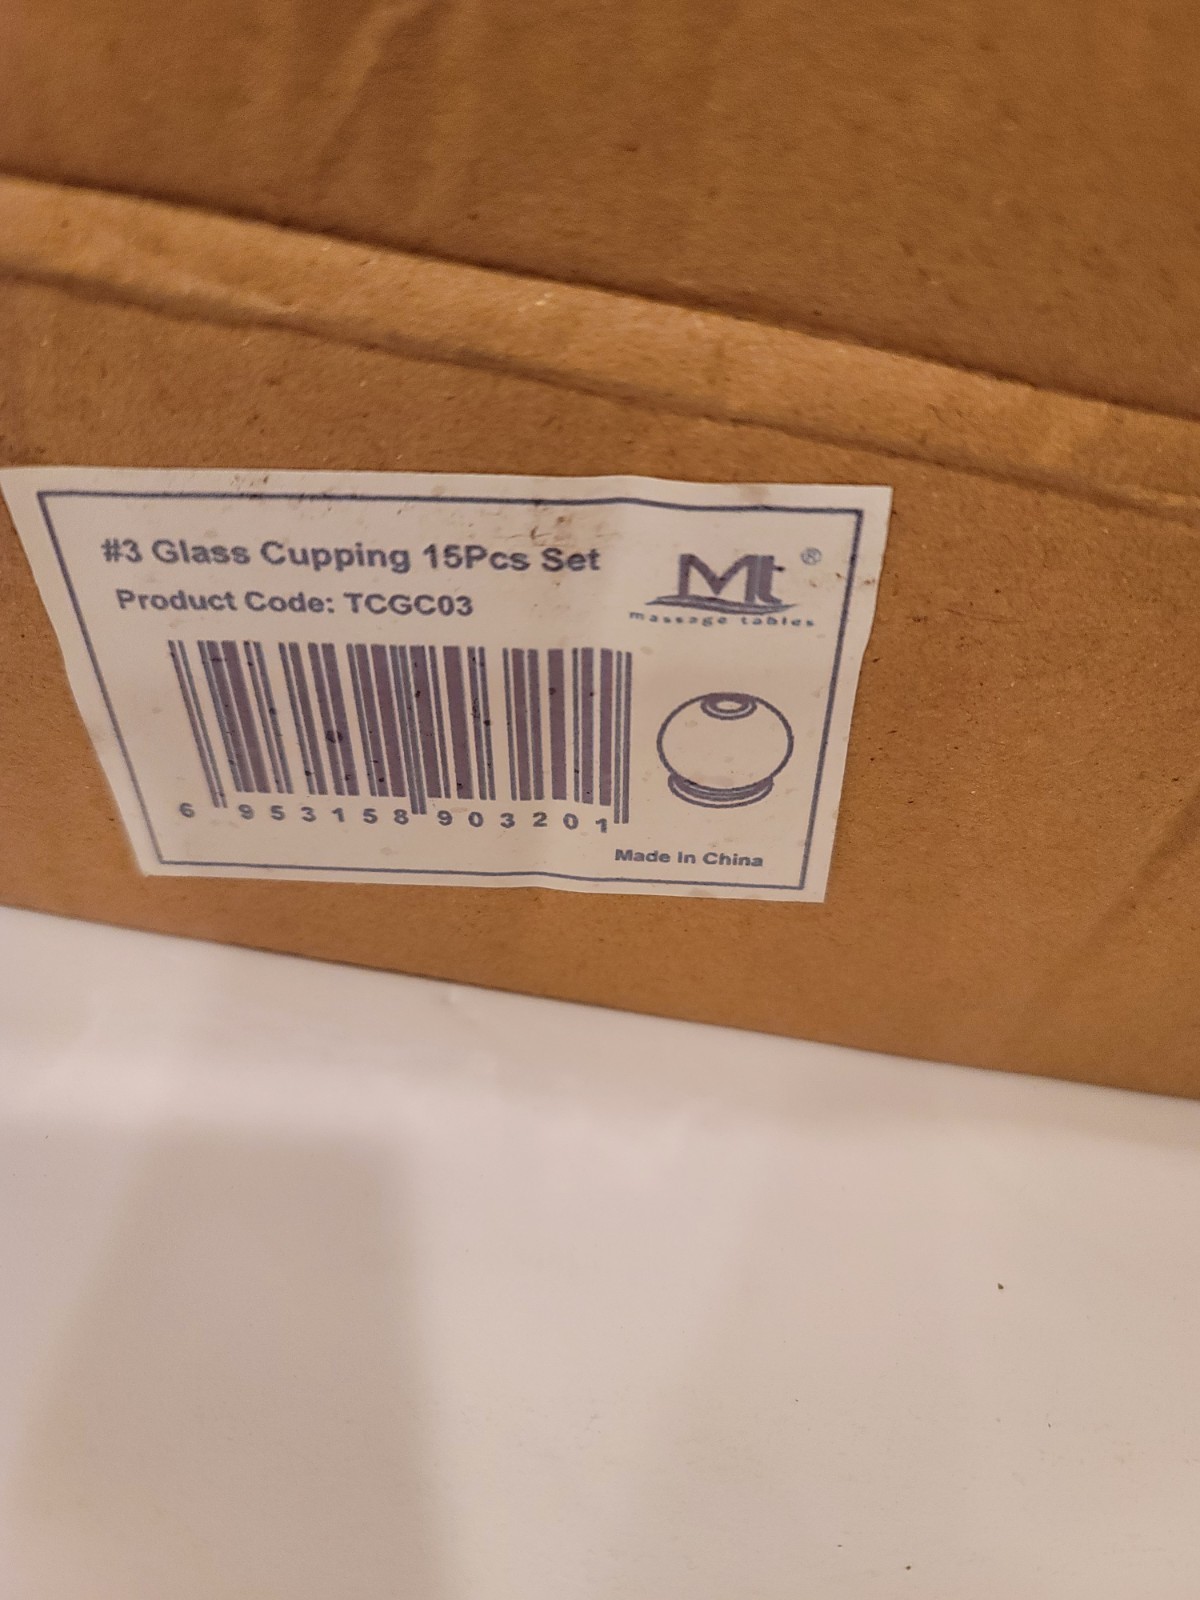 #3 Glass Cupping 15Pcs Set
Product Code: TCGC03
Mt ®
massage tables
6 953158 903201
Made In China